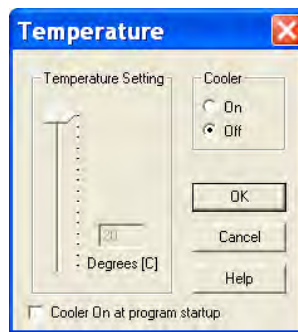 Temperature
Temperature Setting
Cooler
On
Off
20
Degrees [C]
OK
Cancel
Help
Cooler On at program startup